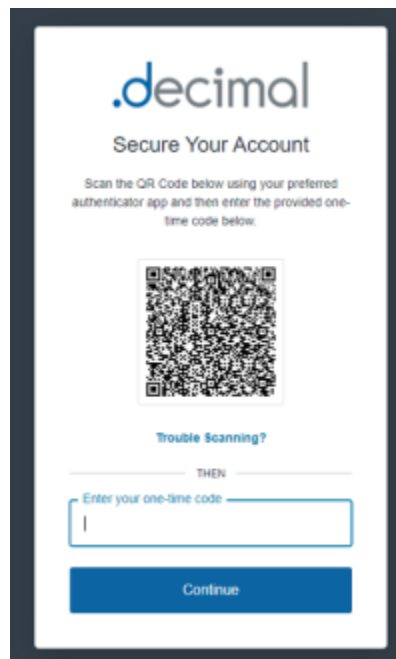 .decimal
Secure Your Account
Scan the QR Code below using your preferred
authenticator app and then enter the provided one-
time code below.
Trouble Scanning?
THEN
Enter your one-time code
Continue